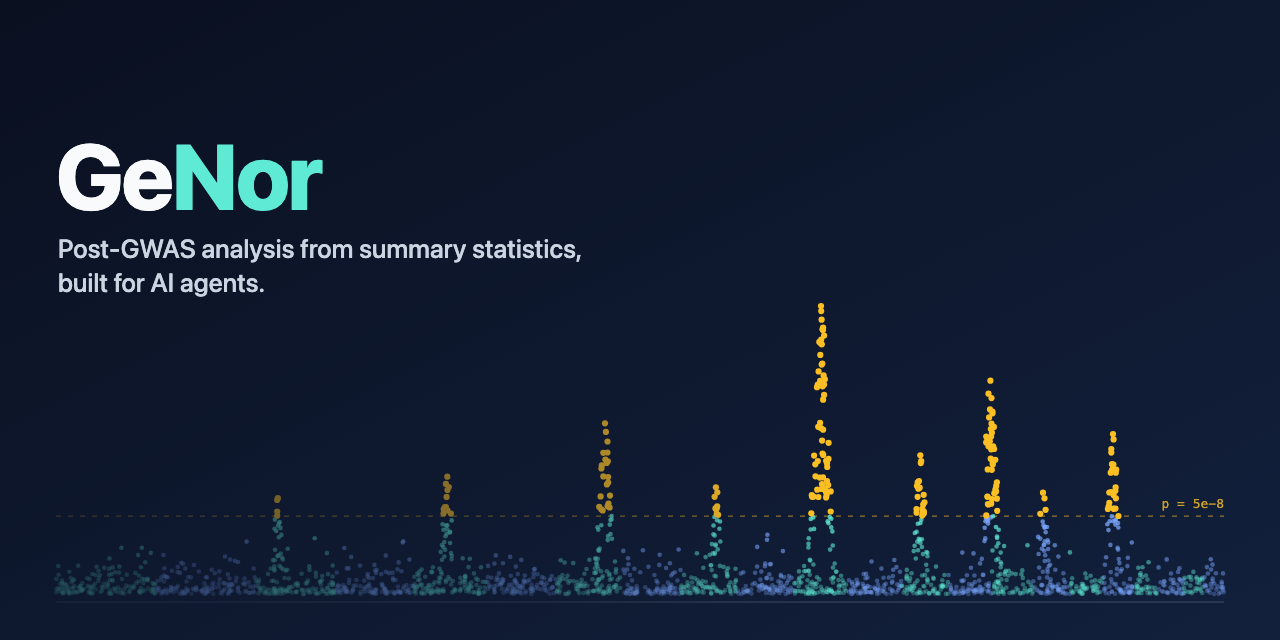 GeNor
Post-GWAS analysis from summary statistics,
built for AI agents.
p = 5e-8